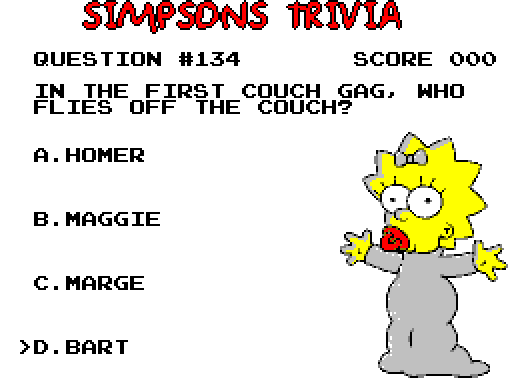 SIMPSONS TRIVIA
QUESTION #134 SCORE 000
IN THE FIRST COUCH GAG, WHO
FLIES OFF THE COUCH?
A.HOMER
B.MAGGIE
C.MARGE
>D.BART